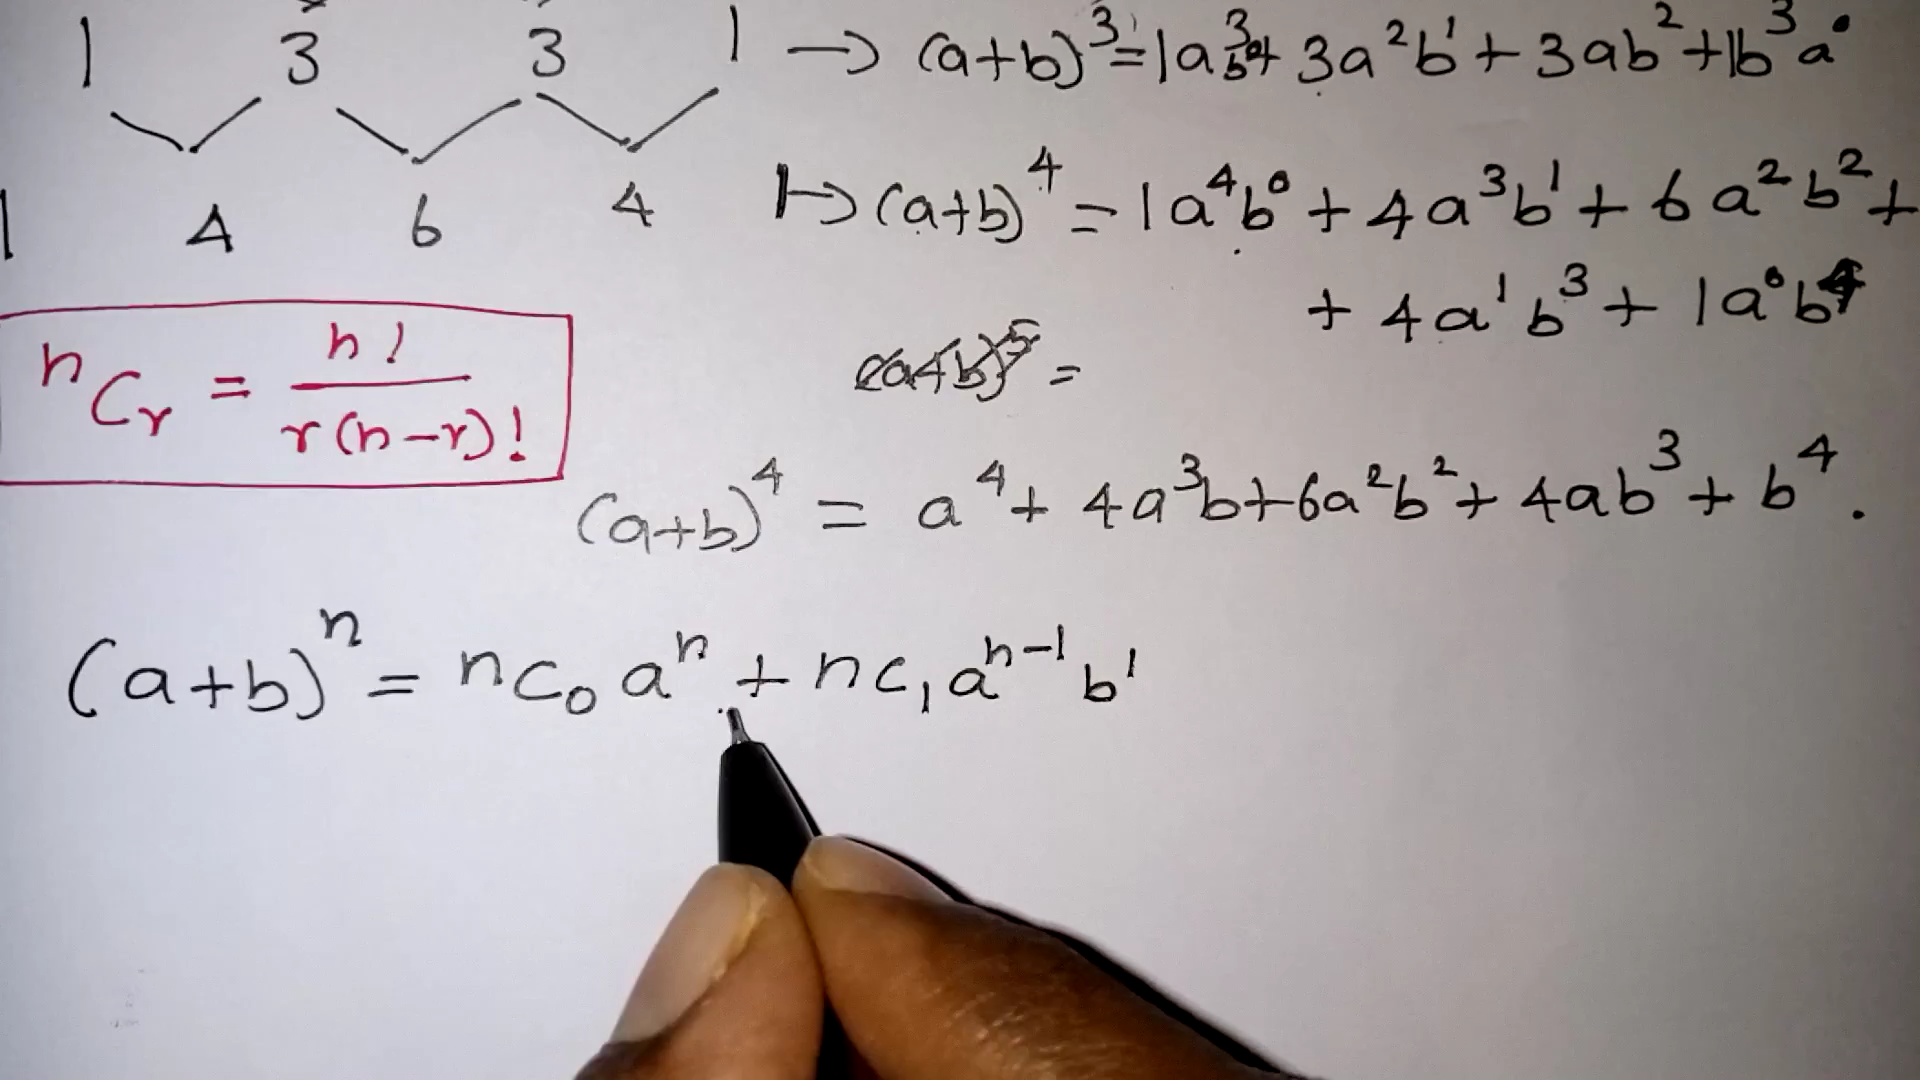 1 3 3 1 → (a+b)³ = 1a³b⁰ + 3a²b¹ + 3ab² + 1b³a⁰
1 4 6 4 1 → (a+b)⁴ = 1a⁴b⁰ + 4a³b¹ + 6a²b² +
+ 4a¹b³ + 1a⁰b⁴
ⁿCᵣ = n! / r(n-r)!
(a+b)⁵ =
(a+b)⁴ = a⁴ + 4a³b + 6a²b² + 4ab³ + b⁴.
(a+b)ⁿ = nC₀ aⁿ + nC₁ aⁿ⁻¹ b¹